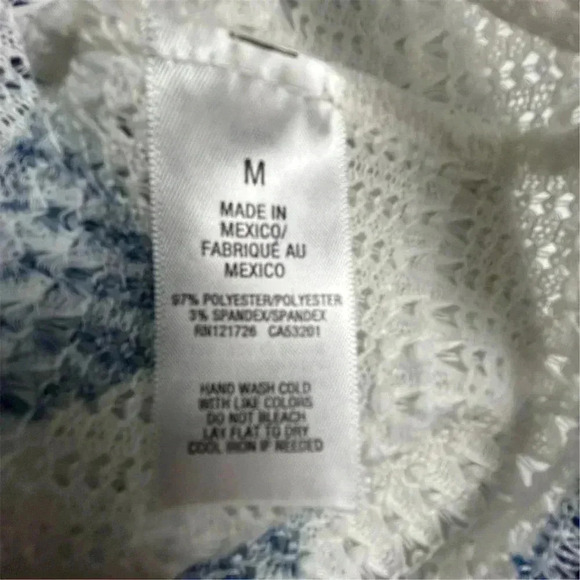 M
MADE IN
MEXICO/
FABRIQUÉ AU
MEXICO
97% POLYESTER/POLYESTER
3% SPANDEX/SPANDEX
RN121726 CA53201
HAND WASH COLD
WITH LIKE COLORS
DO NOT BLEACH
LAY FLAT TO DRY
COOL IRON IF NEEDED